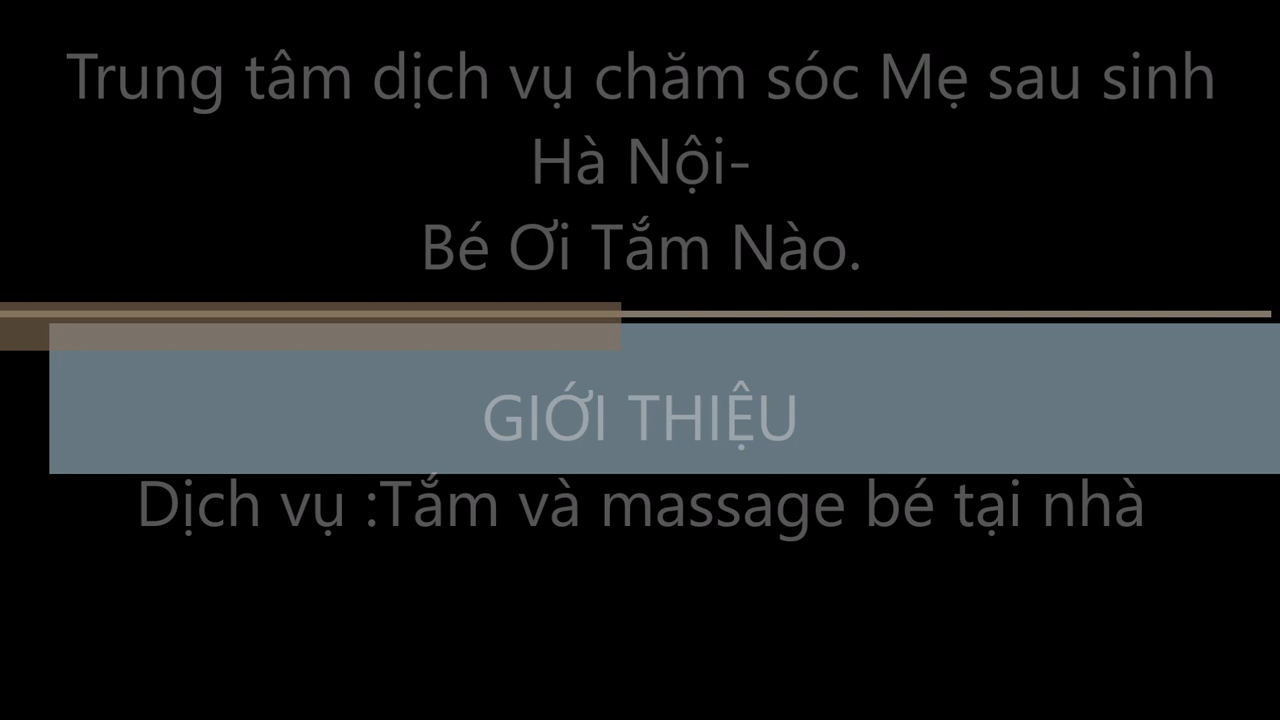 Trung tâm dịch vụ chăm sóc Mẹ sau sinh
Hà Nội-
Bé Ơi Tắm Nào.
GIỚI THIỆU
Dịch vụ :Tắm và massage bé tại nhà